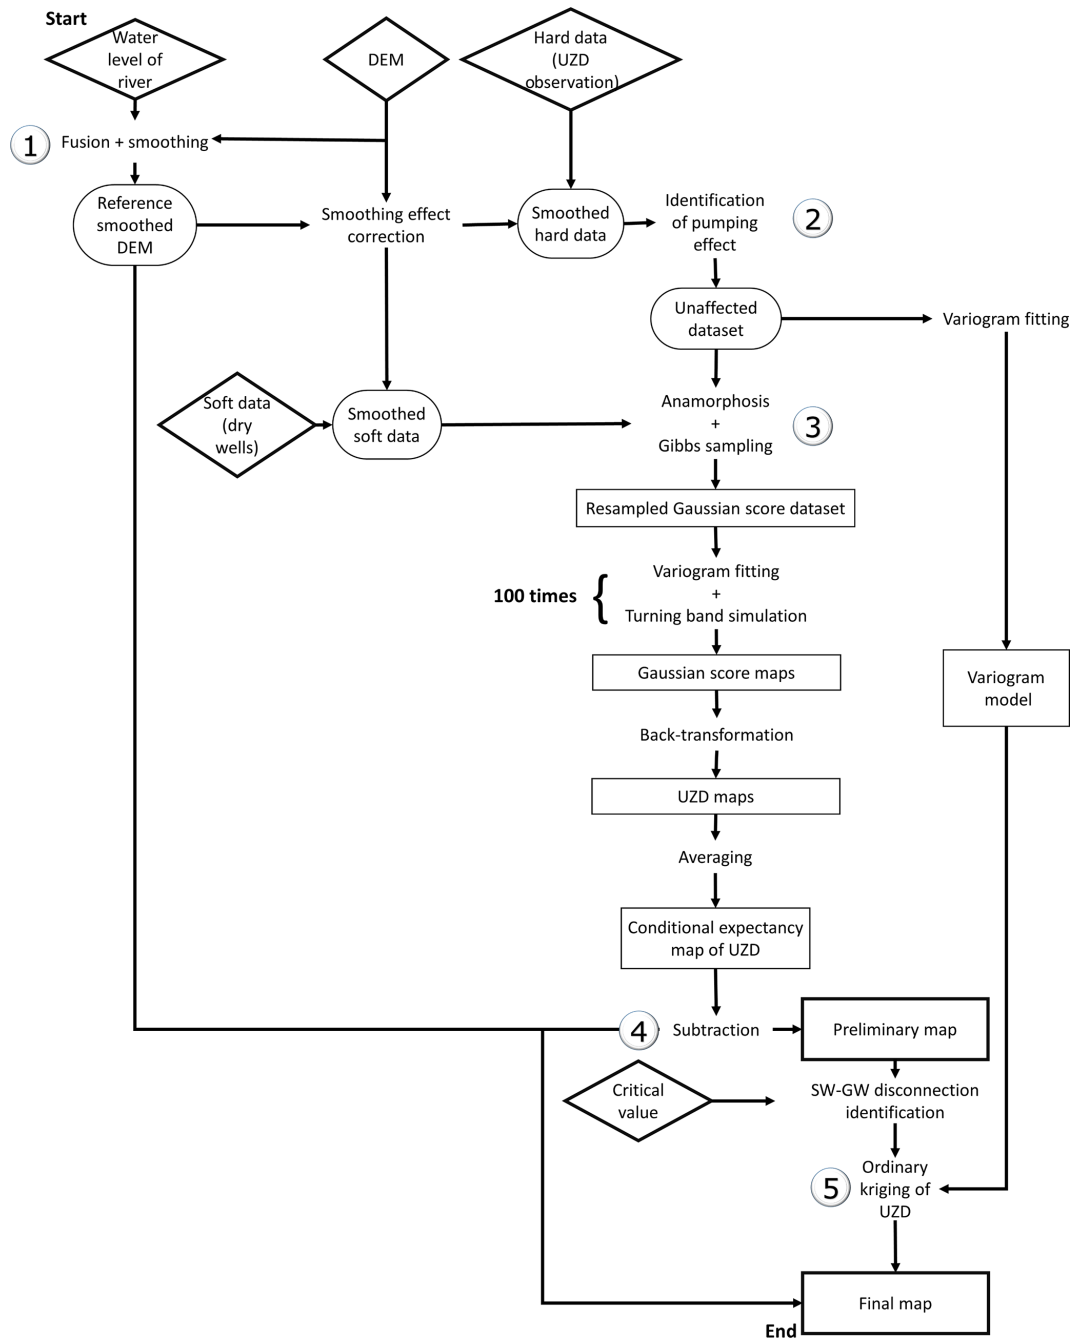 Start
Water
level of
river
DEM
Hard data
(UZD
observation)
1
Fusion + smoothing
Reference
smoothed
DEM
Smoothing effect
correction
Smoothed
hard data
Identification
of pumping
effect
2
Unaffected
dataset
Variogram fitting
Soft data
(dry
wells)
Smoothed
soft data
Anamorphosis
+
Gibbs sampling
3
Resampled Gaussian score dataset
100 times {
Variogram fitting
+
Turning band simulation
Gaussian score maps
Variogram
model
Back-transformation
UZD maps
Averaging
Conditional expectancy
map of UZD
4
Subtraction
Preliminary map
Critical
value
SW-GW disconnection
identification
5
Ordinary
kriging of
UZD
Final map
End